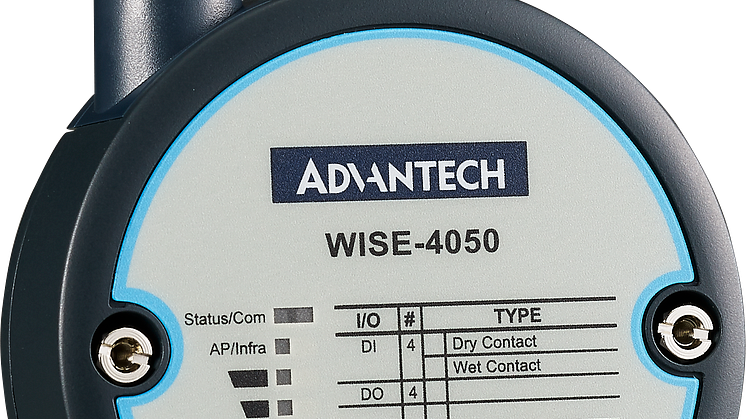 ADVANTECH
WISE-4050
Status/Com
AP/Infra
I/O # TYPE
DI 4 Dry Contact
Wet Contact
DO 4